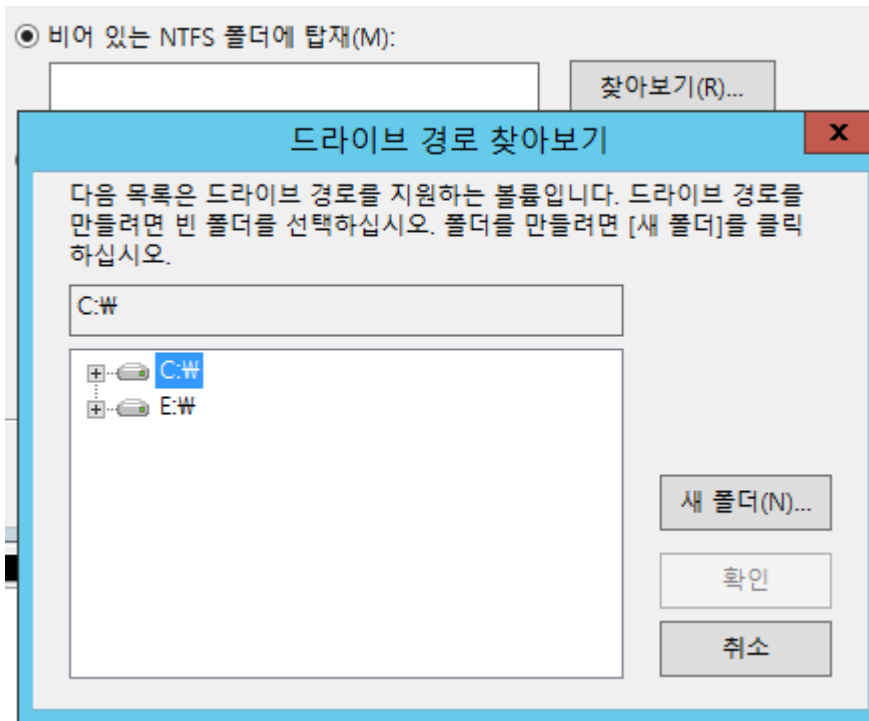 비어 있는 NTFS 폴더에 탑재(M):
찾아보기(R)...
드라이브 경로 찾아보기
x
다음 목록은 드라이브 경로를 지원하는 볼륨입니다. 드라이브 경로를
만들려면 빈 폴더를 선택하십시오. 폴더를 만들려면 [새 폴더]를 클릭
하십시오.
C:₩
C:₩
E:₩
새 폴더(N)...
확인
취소